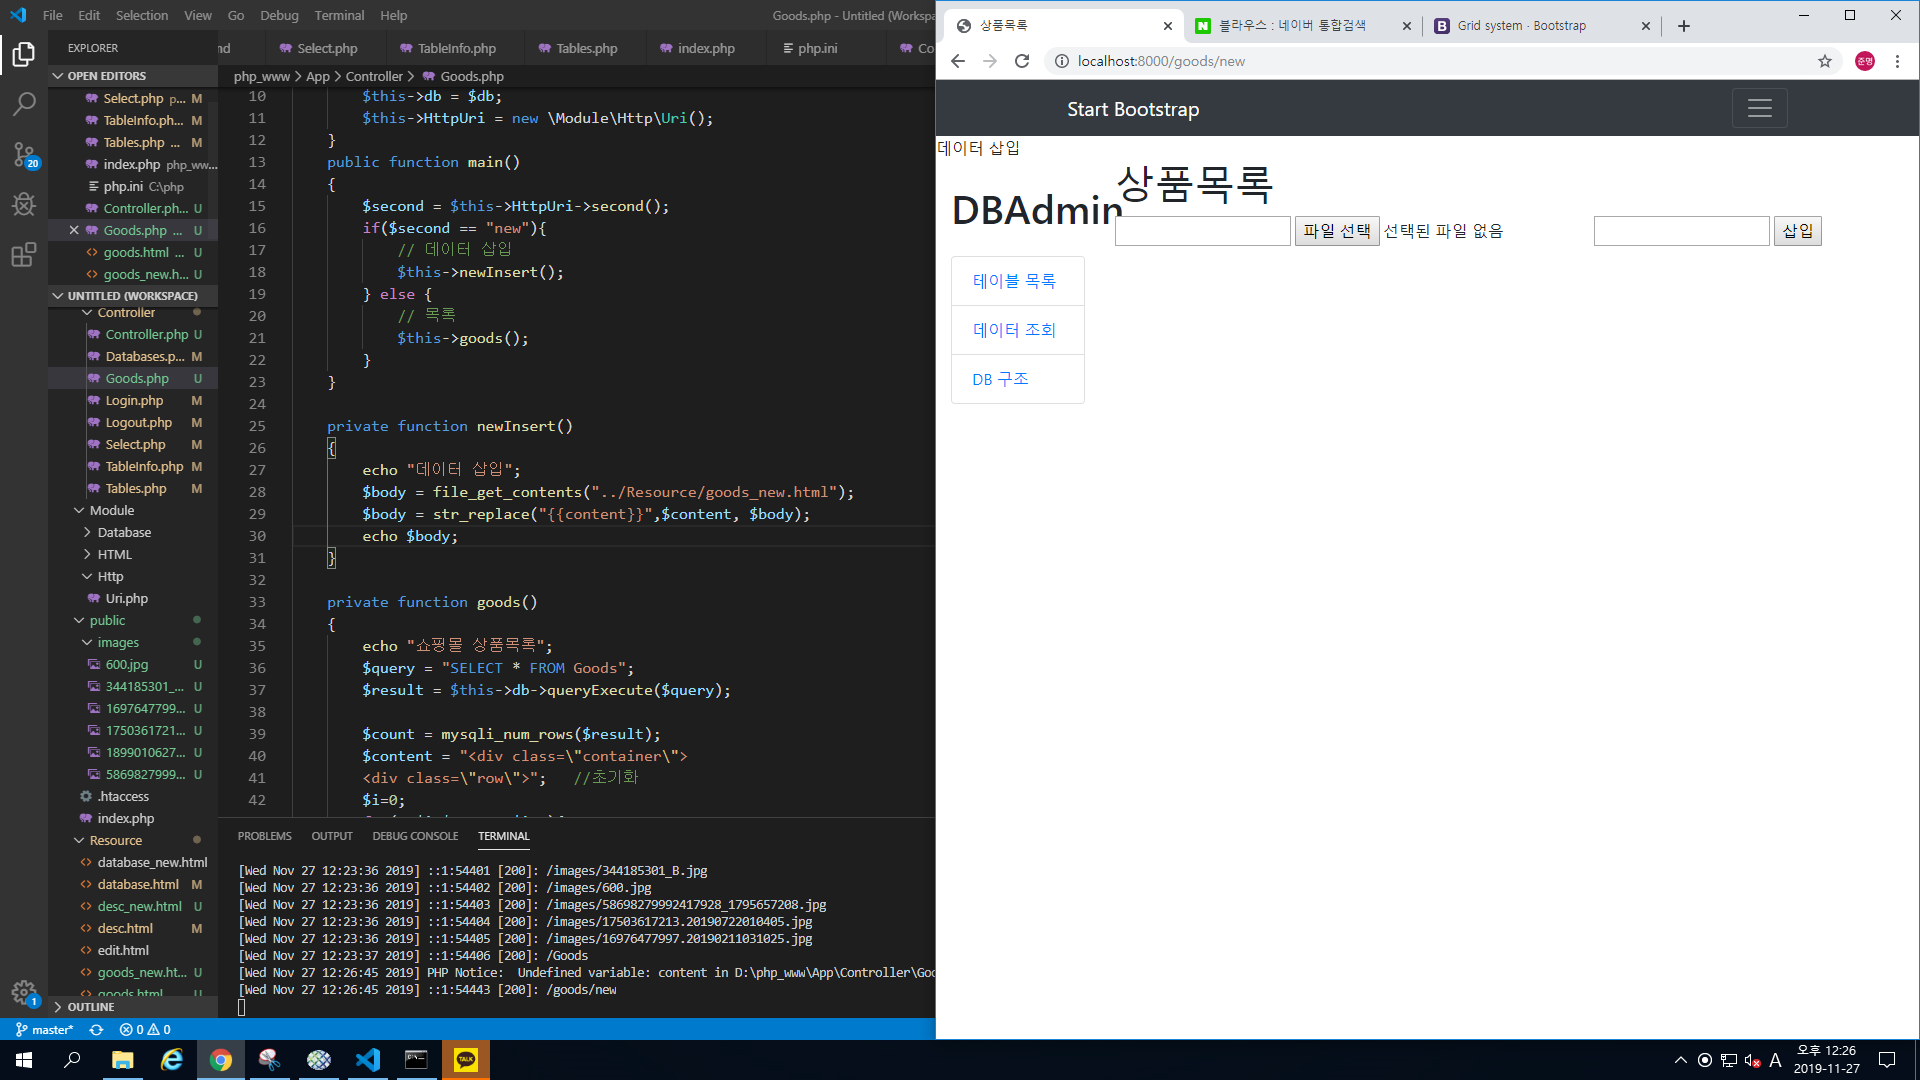 File Edit Selection View Go Debug Terminal Help Goods.php - Untitled (Workspac
EXPLORER
OPEN EDITORS
Select.php p... M
TableInfo.ph... M
Tables.php ... M
index.php php_ww...
php.ini C:\php
Controller.ph... U
Goods.php ... U
goods.html ... U
goods_new.h... U
UNTITLED (WORKSPACE)
Controller
Controller.php U
Databases.p... M
Goods.php U
Login.php M
Logout.php M
Select.php M
TableInfo.php M
Tables.php M
Module
Database
HTML
Http
Uri.php
public
images
600.jpg U
344185301_... U
1697647799... U
1750361721... U
1899010627... U
5869827999... U
.htaccess
index.php
Resource
database_new.html
database.html M
desc_new.html U
desc.html M
edit.html
goods_new.ht... U
goods.html U
OUTLINE
20
1
nd Select.php TableInfo.php Tables.php index.php php.ini Co
php_www > App > Controller > Goods.php
10 $this->db = $db;
11 $this->HttpUri = new \Module\Http\Uri();
12 }
13 public function main()
14 {
15 $second = $this->HttpUri->second();
16 if($second == "new"){
17 // 데이터 삽입
18 $this->newInsert();
19 } else {
20 // 목록
21 $this->goods();
22 }
23 }
24
25 private function newInsert()
26 {
27 echo "데이터 삽입";
28 $body = file_get_contents("../Resource/goods_new.html");
29 $body = str_replace("{{content}}",$content, $body);
30 echo $body;
31 }
32
33 private function goods()
34 {
35 echo "쇼핑몰 상품목록";
36 $query = "SELECT * FROM Goods";
37 $result = $this->db->queryExecute($query);
38
39 $count = mysqli_num_rows($result);
40 $content = "<div class=\"container\">
41 <div class=\"row\">"; //초기화
42 $i=0;
PROBLEMS OUTPUT DEBUG CONSOLE TERMINAL
[Wed Nov 27 12:23:36 2019] ::1:54401 [200]: /images/344185301_B.jpg
[Wed Nov 27 12:23:36 2019] ::1:54402 [200]: /images/600.jpg
[Wed Nov 27 12:23:36 2019] ::1:54403 [200]: /images/58698279992417928_1795657208.jpg
[Wed Nov 27 12:23:36 2019] ::1:54404 [200]: /images/17503617213.20190722010405.jpg
[Wed Nov 27 12:23:36 2019] ::1:54405 [200]: /images/16976477997.20190211031025.jpg
[Wed Nov 27 12:23:37 2019] ::1:54406 [200]: /Goods
[Wed Nov 27 12:26:45 2019] PHP Notice:  Undefined variable: content in D:\php_www\App\Controller\Goo
[Wed Nov 27 12:26:45 2019] ::1:54443 [200]: /goods/new
master* 0 0
상품목록
블라우스 : 네이버 통합검색
Grid system · Bootstrap
localhost:8000/goods/new
준명
Start Bootstrap
데이터 삽입
상품목록
DBAdmin
파일 선택 선택된 파일 없음 삽입
테이블 목록
데이터 조회
DB 구조
TALK
A
오후 12:26
2019-11-27